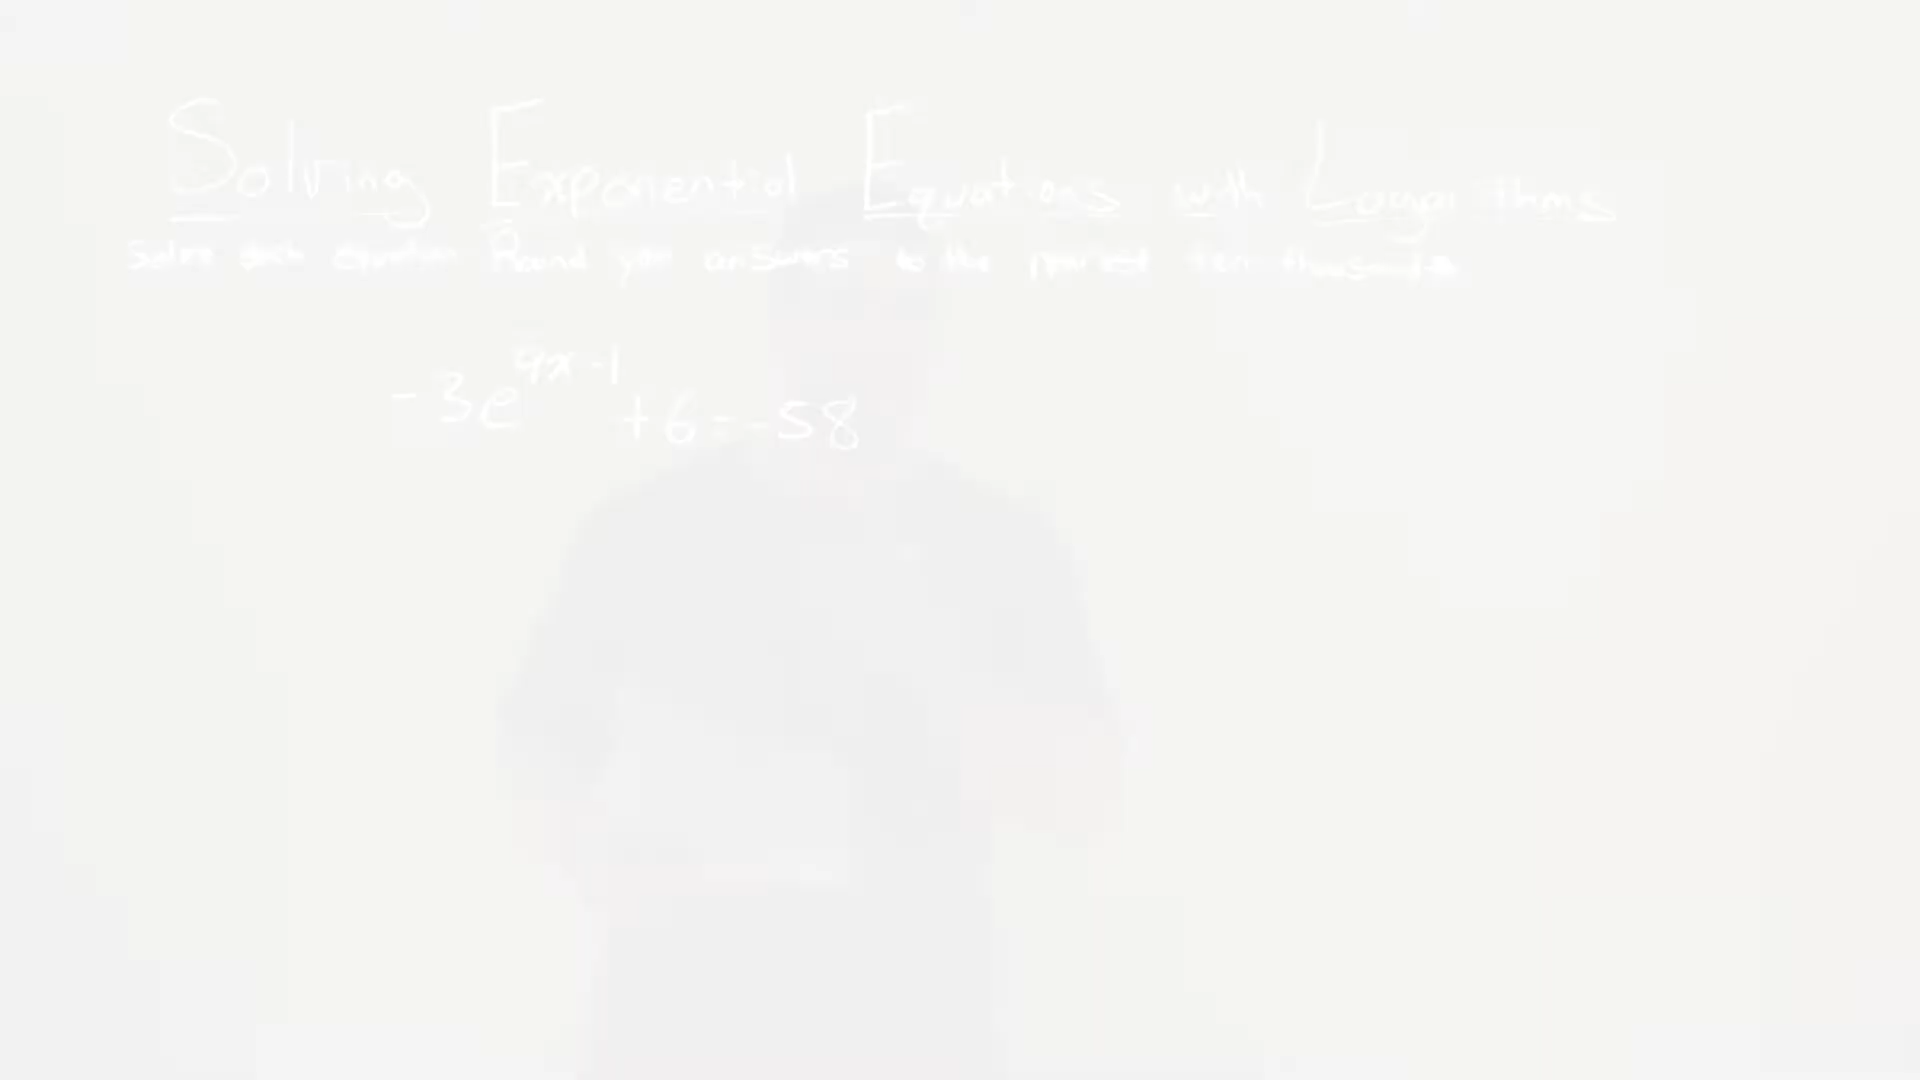 Solving Exponential Equations with Logarithms
Solve each equation. Round your answers to the nearest ten thousandth
-3e^{9x-1} + 6 = -58